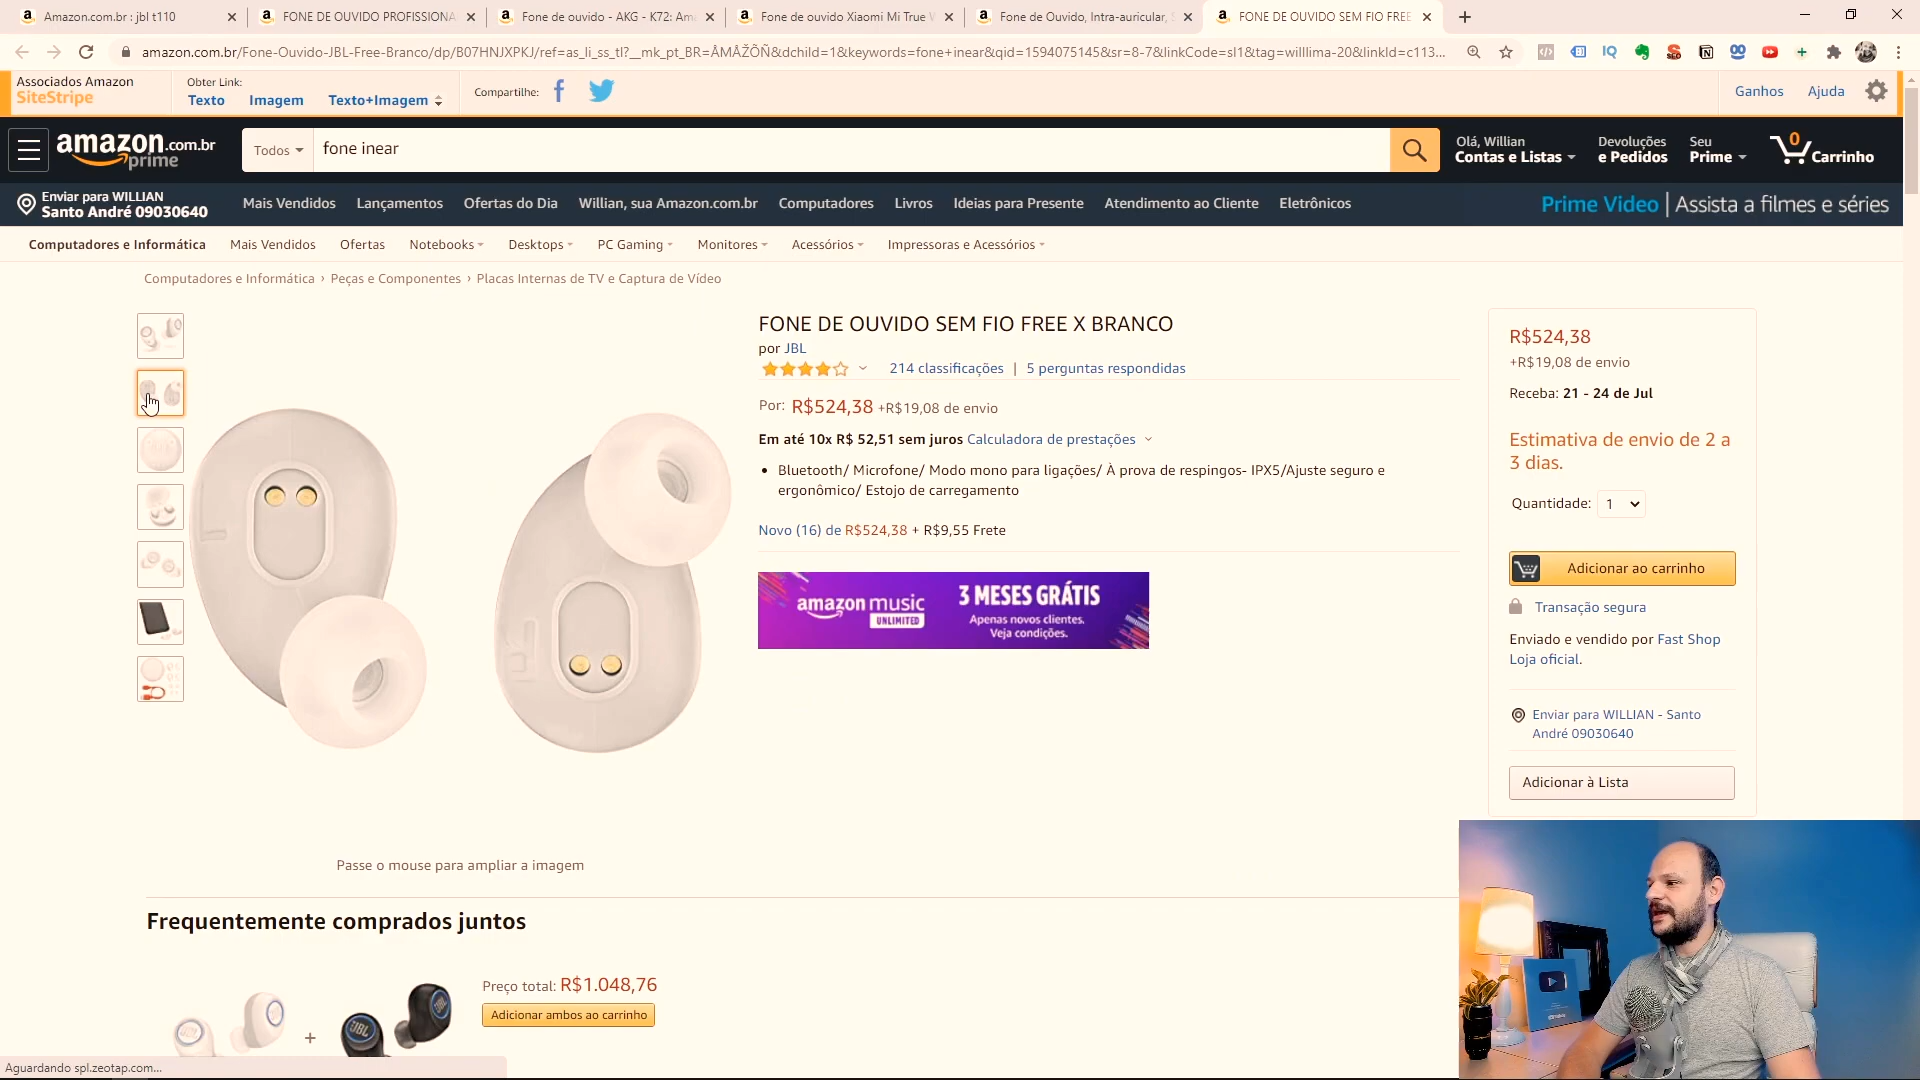 Amazon.com.br : jbl t110
FONE DE OUVIDO PROFISSIONA
Fone de ouvido - AKG - K72: Am
Fone de ouvido Xiaomi Mi True W
Fone de Ouvido, Intra-auricular,
FONE DE OUVIDO SEM FIO FREE
amazon.com.br/Fone-Ouvido-JBL-Free-Branco/dp/B07HNJXPKJ/ref=as_li_ss_tl?__mk_pt_BR=ÅMÅŽÕÑ&dchild=1&keywords=fone+inear&qid=1594075145&sr=8-7&linkCode=sl1&tag=willlima-20&linkId=c113...
Associados Amazon
SiteStripe
Obter Link:
Texto
Imagem
Texto+Imagem
Compartilhe:
Ganhos
Ajuda
amazon.com.br
prime
Todos
fone inear
Olá, Willian
Contas e Listas
Devoluções
e Pedidos
Seu
Prime
0
Carrinho
Enviar para WILLIAN
Santo André 09030640
Mais Vendidos
Lançamentos
Ofertas do Dia
Willian, sua Amazon.com.br
Computadores
Livros
Ideias para Presente
Atendimento ao Cliente
Eletrônicos
Prime Video | Assista a filmes e séries
Computadores e Informática
Mais Vendidos
Ofertas
Notebooks
Desktops
PC Gaming
Monitores
Acessórios
Impressoras e Acessórios
Computadores e Informática › Peças e Componentes › Placas Internas de TV e Captura de Vídeo
FONE DE OUVIDO SEM FIO FREE X BRANCO
por JBL
214 classificações | 5 perguntas respondidas
Por: R$524,38 +R$19,08 de envio
Em até 10x R$ 52,51 sem juros Calculadora de prestações
• Bluetooth/ Microfone/ Modo mono para ligações/ À prova de respingos- IPX5/Ajuste seguro e
ergonômico/ Estojo de carregamento
Novo (16) de R$524,38 + R$9,55 Frete
amazon music
UNLIMITED
3 MESES GRÁTIS
Apenas novos clientes.
Veja condições.
R$524,38
+R$19,08 de envio
Receba: 21 - 24 de Jul
Estimativa de envio de 2 a
3 dias.
Quantidade: 1
Adicionar ao carrinho
Transação segura
Enviado e vendido por Fast Shop
Loja oficial.
Enviar para WILLIAN - Santo
André 09030640
Adicionar à Lista
Passe o mouse para ampliar a imagem
Frequentemente comprados juntos
Preço total: R$1.048,76
Adicionar ambos ao carrinho
JBL
Aguardando spl.zeotap.com...